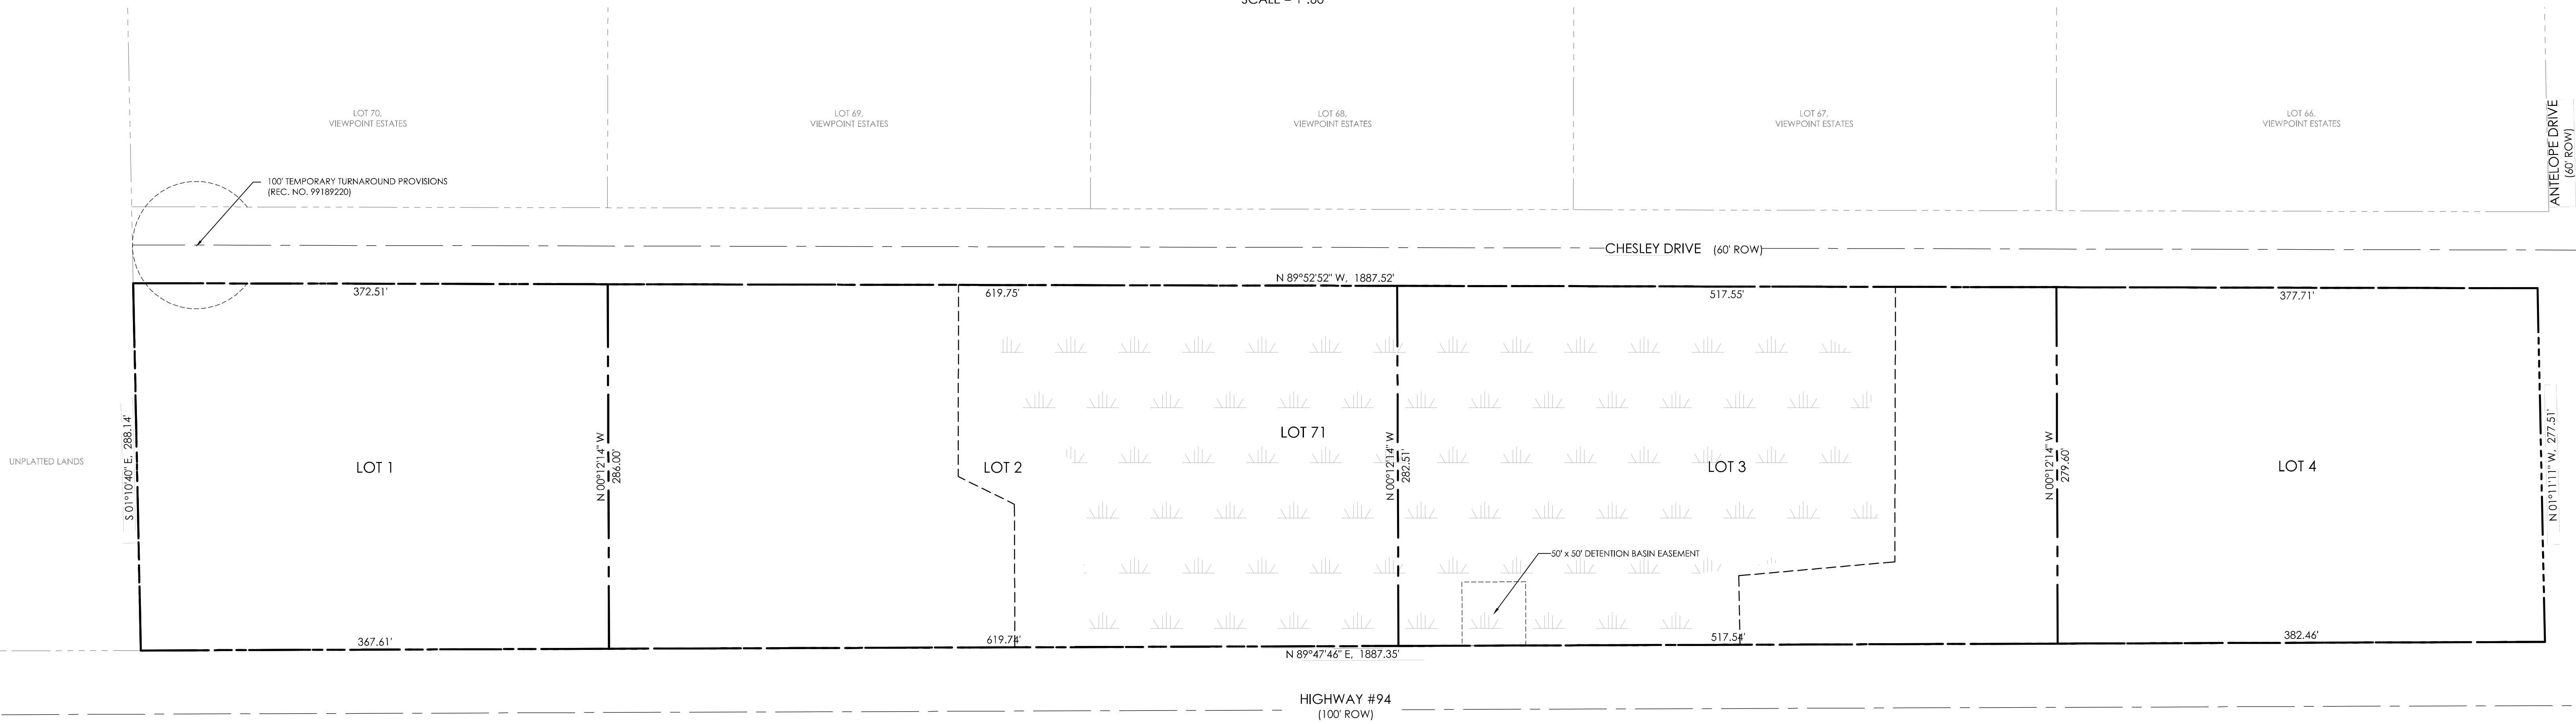 LOT 70,
VIEWPOINT ESTATES
LOT 69,
VIEWPOINT ESTATES
LOT 68,
VIEWPOINT ESTATES
LOT 67,
VIEWPOINT ESTATES
LOT 66,
VIEWPOINT ESTATES
ANTELOPE DRIVE
(60' ROW)
100' TEMPORARY TURNAROUND PROVISIONS
(REC. NO. 99189220)
CHESLEY DRIVE (60' ROW)
N 89°52'52" W, 1887.52'
372.51'
619.75'
517.55'
377.71'
UNPLATTED LANDS
S 01°10'40" E, 288.14'
LOT 1
N 00°12'14" W
286.00'
LOT 2
LOT 71
N 00°12'14" W
282.51'
LOT 3
N 00°12'14" W
279.60'
LOT 4
N 01°11'11" W, 277.51'
50' x 50' DETENTION BASIN EASEMENT
367.61'
619.74'
517.54'
382.46'
N 89°47'46" E, 1887.35'
HIGHWAY #94
(100' ROW)